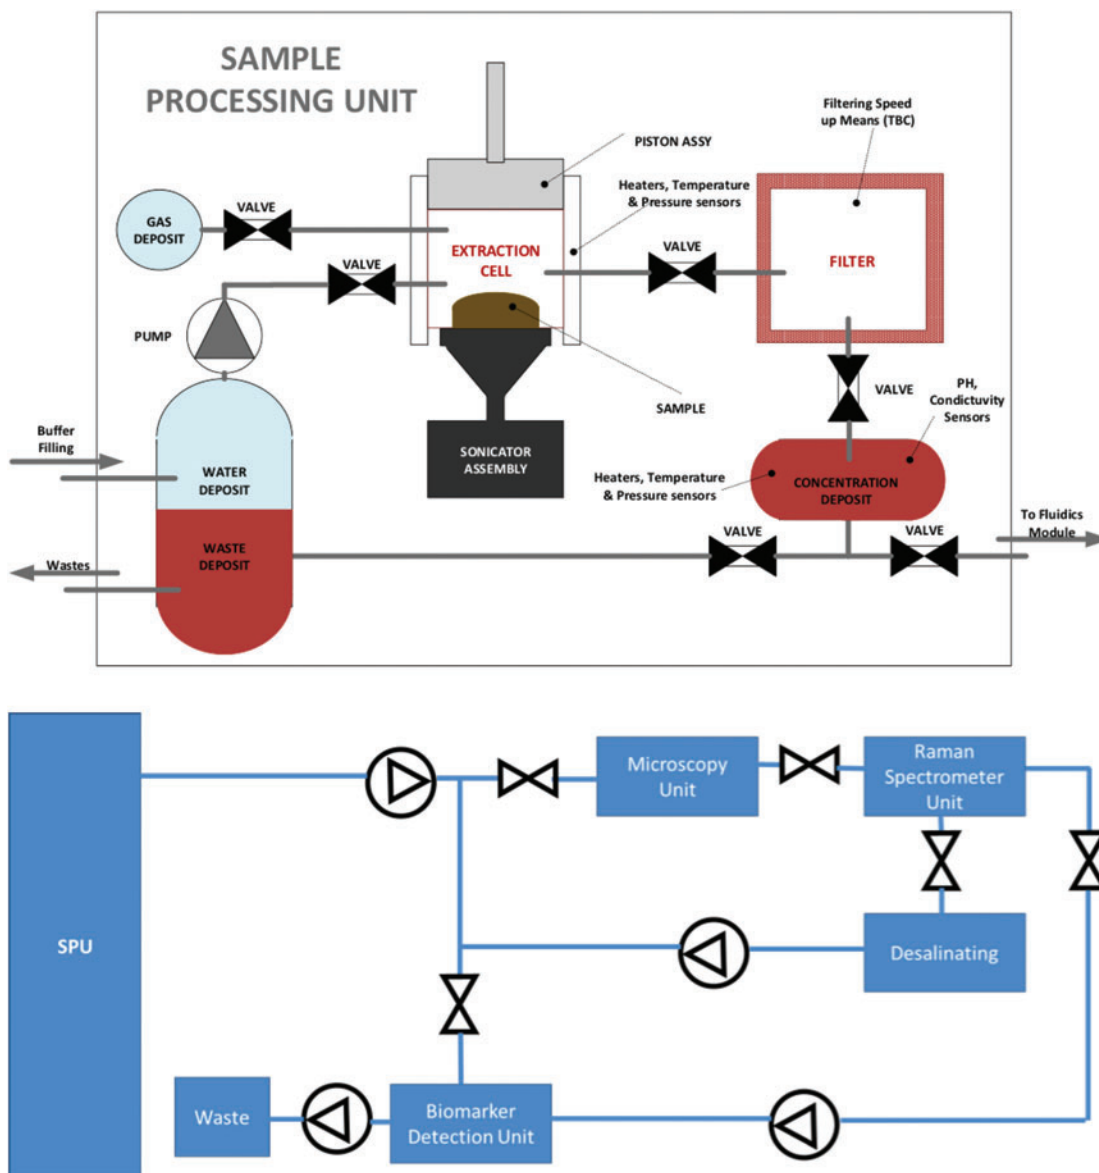 SAMPLE
PROCESSING UNIT
Filtering Speed
up Means (TBC)
PISTON ASSY
Heaters, Temperature
& Pressure sensors
VALVE
GAS
DEPOSIT
EXTRACTION
CELL
VALVE
VALVE
FILTER
PUMP
VALVE
PH,
Condictuvity
Sensors
SAMPLE
Buffer
Filling
SONICATOR
ASSEMBLY
WATER
DEPOSIT
Heaters, Temperature
& Pressure sensors
CONCENTRATION
DEPOSIT
To Fluidics
Module
VALVE
VALVE
WASTE
DEPOSIT
Wastes
SPU
Microscopy
Unit
Raman
Spectrometer
Unit
Desalinating
Waste
Biomarker
Detection Unit